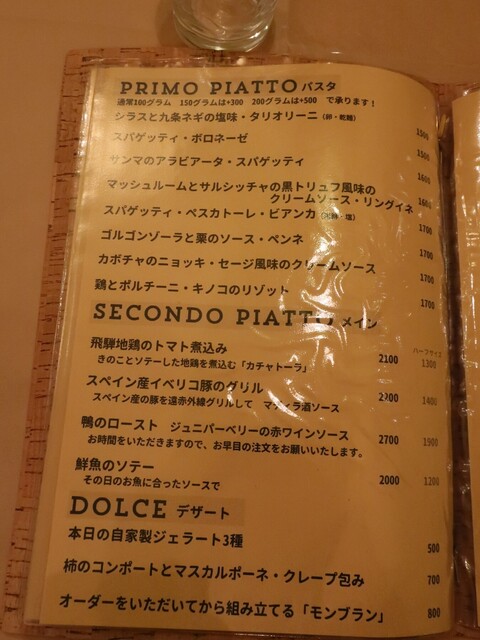 PRIMO PIATTO パスタ
通常100グラム 150グラムは+300 200グラムは+500 で承ります！
シラスと九条ネギの塩味・タリオリーニ（卵・乾麺） 1500
スパゲッティ・ボロネーゼ 1500
サンマのアラビアータ・スパゲッティ 1600
マッシュルームとサルシッチャの黒トリュフ風味の
クリームソース・リングイネ 1600
スパゲッティ・ペスカトーレ・ビアンカ 1700
ゴルゴンゾーラと栗のソース・ペンネ 1700
カボチャのニョッキ・セージ風味のクリームソース 1700
鶏とポルチーニ・キノコのリゾット 1700
SECONDO PIATTO メイン
ハーフサイズ
飛騨地鶏のトマト煮込み 2100 1300
きのことソテーした地鶏を煮込む「カチャトーラ」
スペイン産イベリコ豚のグリル 2200 1400
スペイン産の豚を遠赤外線グリルして マディラ酒ソース
鴨のロースト ジュニパーベリーの赤ワインソース 2700 1900
お時間をいただきますので、お早目の注文をお願いいたします。
鮮魚のソテー 2000 1200
その日のお魚に合ったソースで
DOLCE デザート
本日の自家製ジェラート3種 500
柿のコンポートとマスカルポーネ・クレープ包み 700
オーダーをいただいてから組み立てる「モンブラン」 800